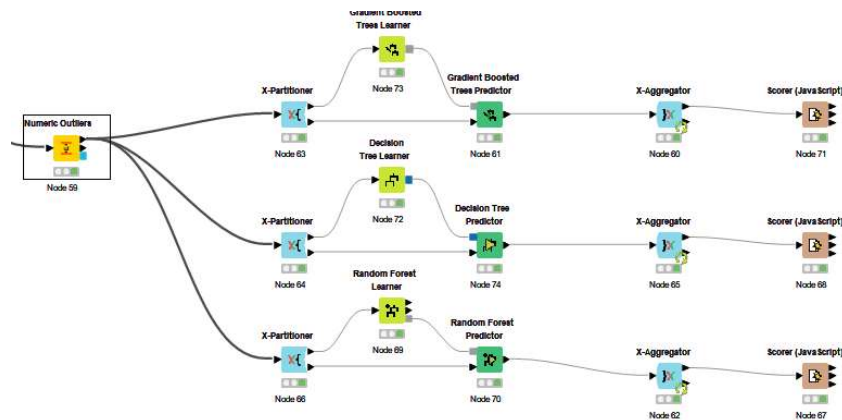 Gradient Boosted
Trees Learner
Node 73
X-Partitioner
Node 63
Gradient Boosted
Trees Predictor
Node 61
X-Aggregator
Node 60
Scorer (JavaScript)
Node 71
Numeric Outliers
Node 59
Decision
Tree Learner
Node 72
X-Partitioner
Node 64
Decision Tree
Predictor
Node 74
X-Aggregator
Node 65
Scorer (JavaScript)
Node 68
Random Forest
Learner
Node 69
X-Partitioner
Node 66
Random Forest
Predictor
Node 70
X-Aggregator
Node 62
Scorer (JavaScript)
Node 67